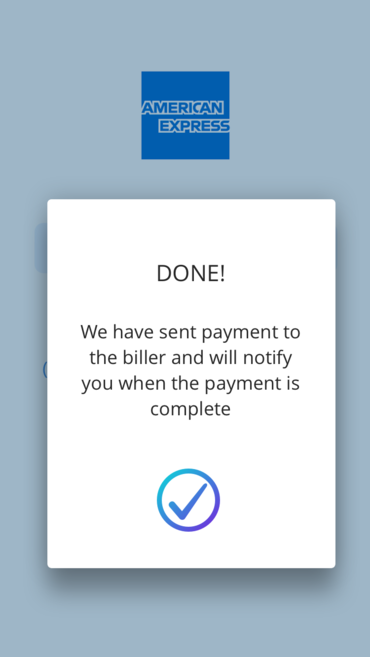 AMERICAN
EXPRESS
DONE!
We have sent payment to
the biller and will notify
you when the payment is
complete